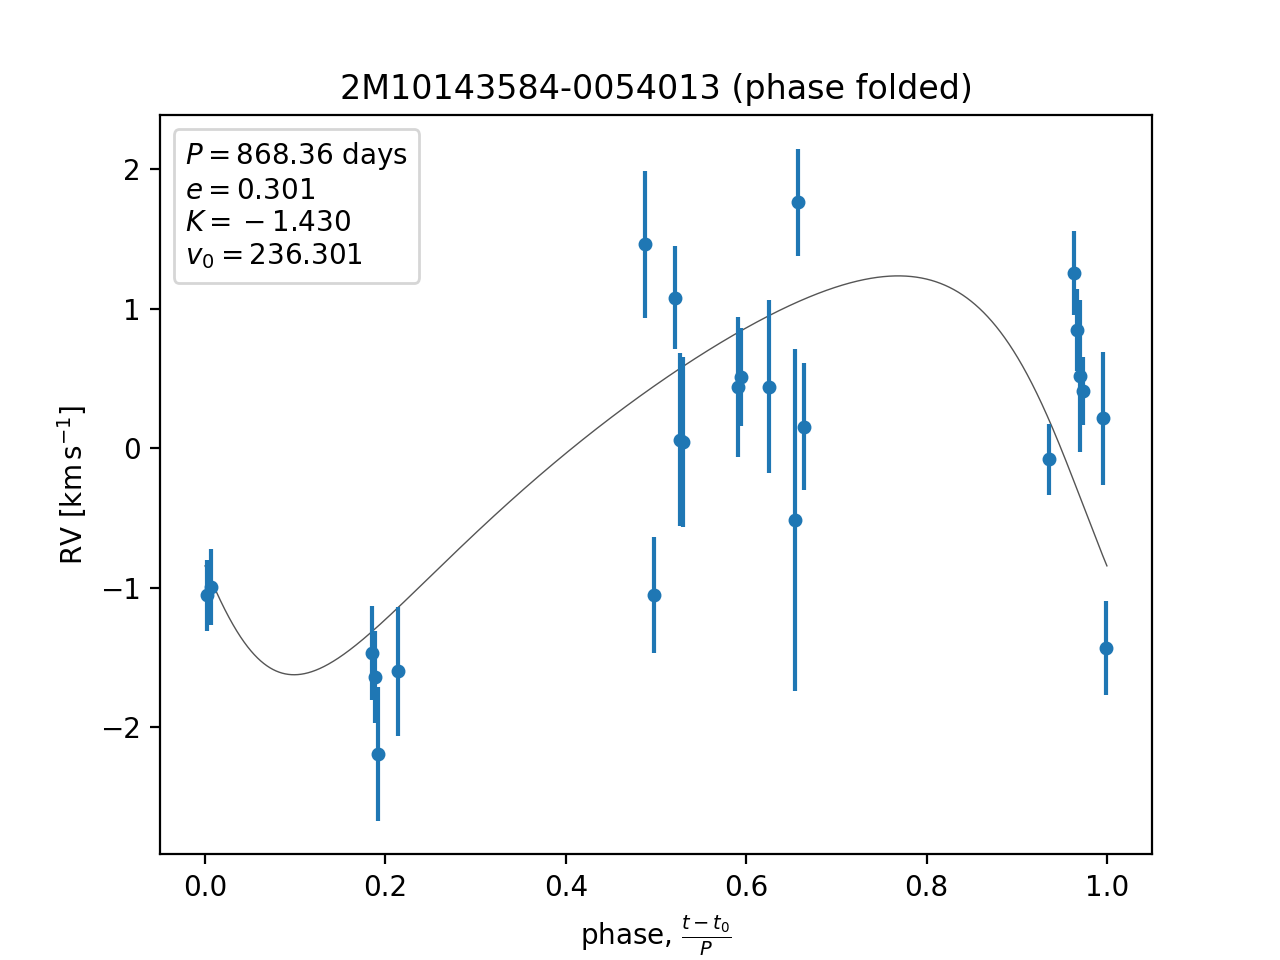 2M10143584-0054013 (phase folded)
P = 868.36 days
e = 0.301
K = −1.430
v₀ = 236.301
2
1
0
−1
−2
RV [km s⁻¹]
0.0 0.2 0.4 0.6 0.8 1.0
phase, (t − t₀)/P